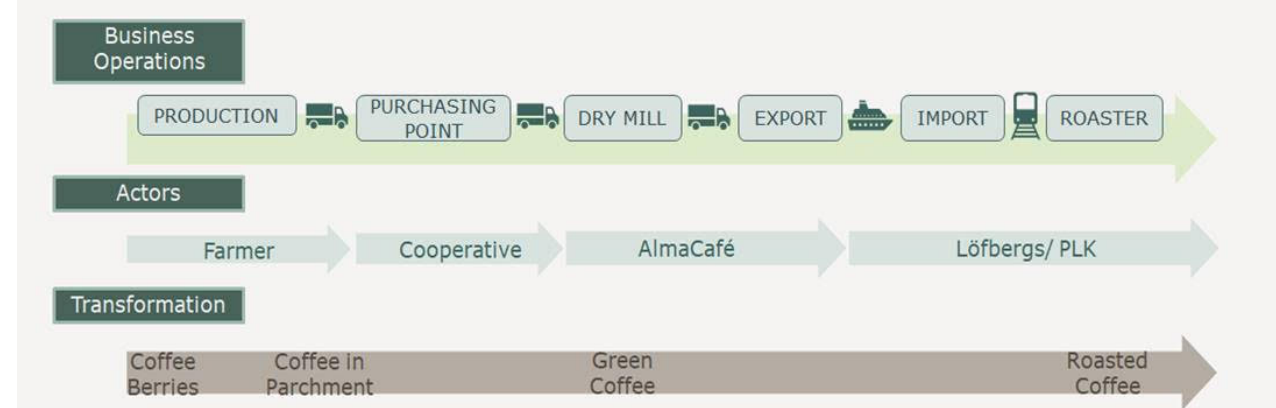 Business
Operations
PRODUCTION
PURCHASING
POINT
DRY MILL
EXPORT
IMPORT
ROASTER
Actors
Farmer
Cooperative
AlmaCafé
Löfbergs/ PLK
Transformation
Coffee
Berries
Coffee in
Parchment
Green
Coffee
Roasted
Coffee